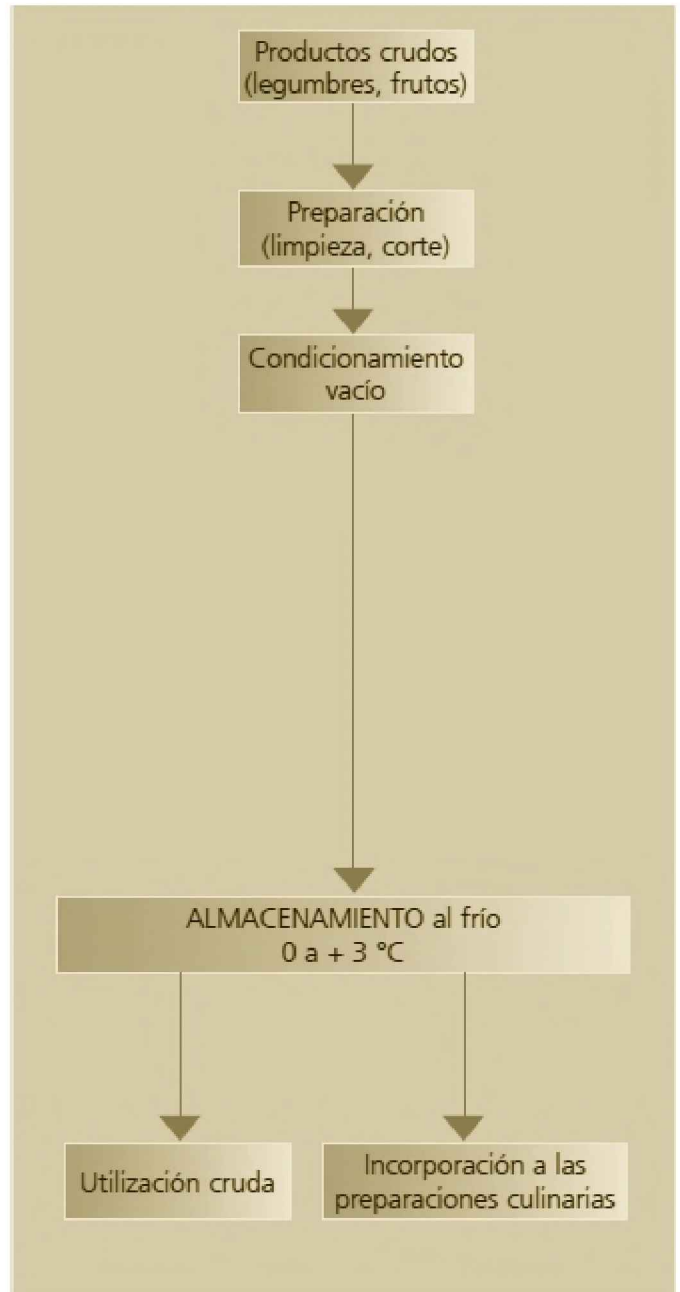 Productos crudos
(legumbres, frutos)
Preparación
(limpieza, corte)
Condicionamiento
vacío
ALMACENAMIENTO al frío
0 a + 3 °C
Utilización cruda
Incorporación a las
preparaciones culinarias